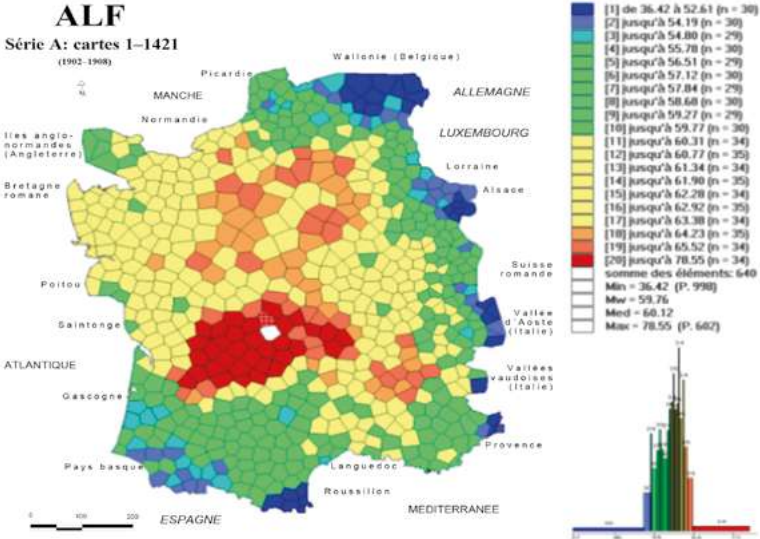 ALF
Série A: cartes 1–1421
(1902–1908)
N
Wallonie (Belgique)
Picardie
MANCHE
ALLEMAGNE
Normandie
LUXEMBOURG
Iles anglo-
normandes
(Angleterre)
Lorraine
Bretagne
romane
Alsace
Suisse
romande
Poitou
Vallée
d'Aoste
(Italie)
Saintonge
ATLANTIQUE
Vallées
vaudoises
(Italie)
Gascogne
Provence
Pays basque
Languedoc
Roussillon
MEDITERRANEE
ESPAGNE
0 100 200
[1] de 36.42 à 52.61 (n = 30)
[2] jusqu'à 54.19 (n = 30)
[3] jusqu'à 54.80 (n = 29)
[4] jusqu'à 55.78 (n = 30)
[5] jusqu'à 56.51 (n = 29)
[6] jusqu'à 57.12 (n = 30)
[7] jusqu'à 57.84 (n = 29)
[8] jusqu'à 58.68 (n = 30)
[9] jusqu'à 59.27 (n = 29)
[10] jusqu'à 59.77 (n = 30)
[11] jusqu'à 60.31 (n = 34)
[12] jusqu'à 60.77 (n = 35)
[13] jusqu'à 61.34 (n = 34)
[14] jusqu'à 61.90 (n = 35)
[15] jusqu'à 62.28 (n = 34)
[16] jusqu'à 62.92 (n = 35)
[17] jusqu'à 63.38 (n = 34)
[18] jusqu'à 64.23 (n = 35)
[19] jusqu'à 65.52 (n = 34)
[20] jusqu'à 78.55 (n = 34)
somme des éléments: 640
Min = 36.42 (P. 998)
Mw = 59.76
Med = 60.12
Max = 78.55 (P. 602)